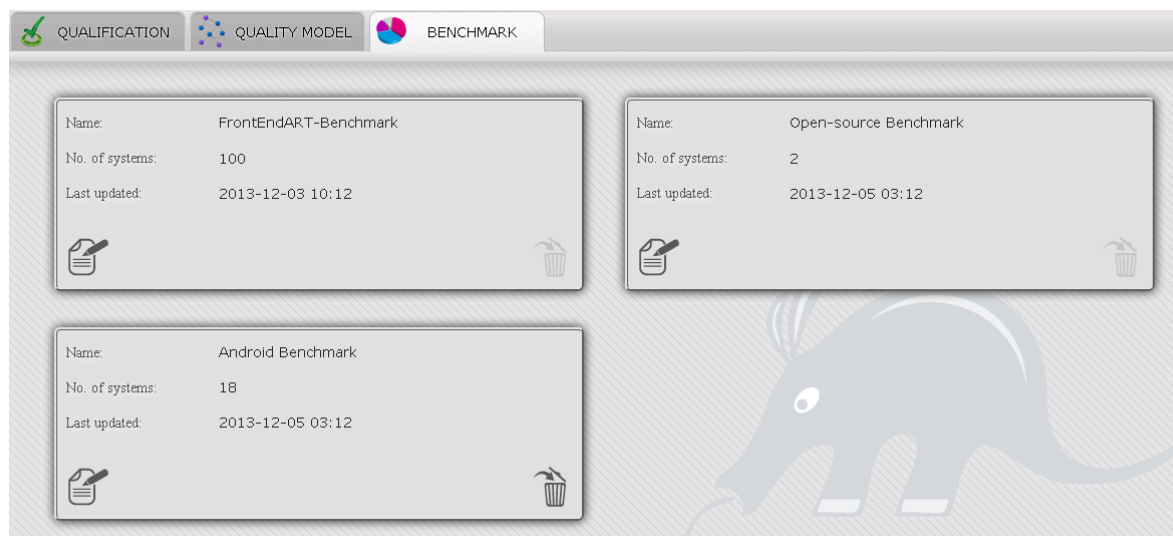 QUALIFICATION QUALITY MODEL BENCHMARK
Name: FrontEndART-Benchmark
No. of systems: 100
Last updated: 2013-12-03 10:12
Name: Open-source Benchmark
No. of systems: 2
Last updated: 2013-12-05 03:12
Name: Android Benchmark
No. of systems: 18
Last updated: 2013-12-05 03:12